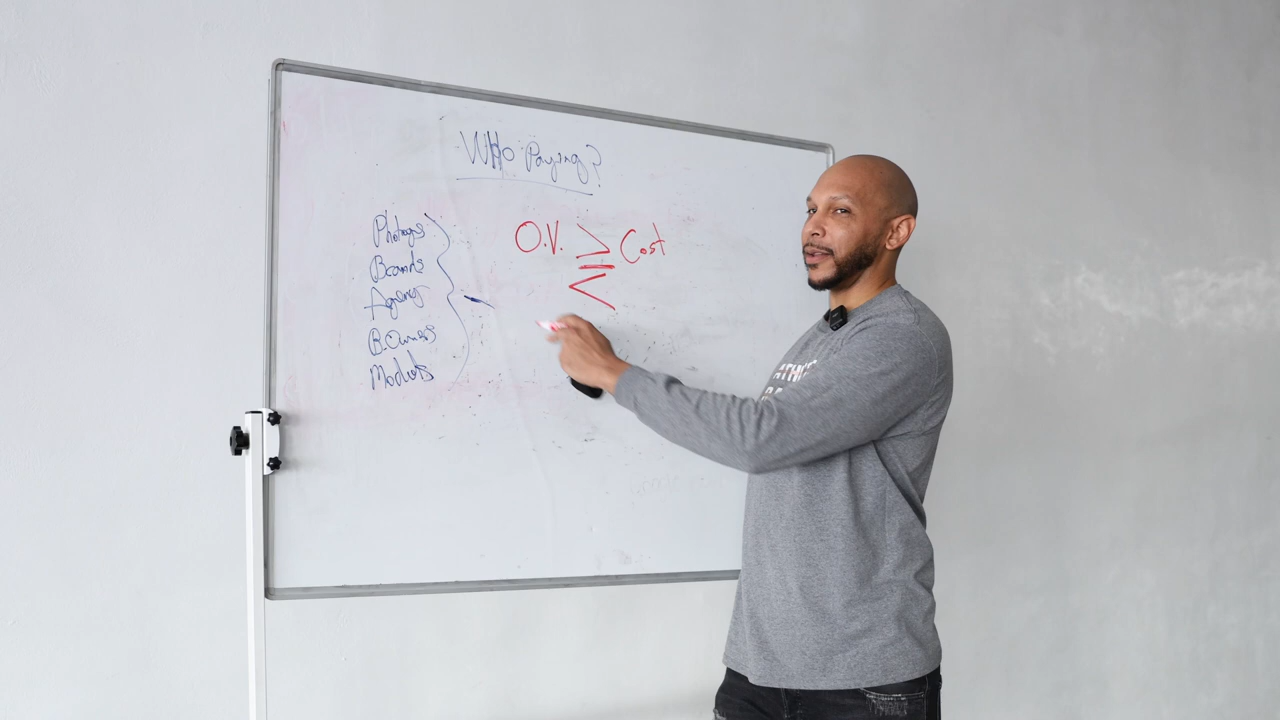 Who Paying?
O.V. ≥ Cost
=
<
Photogs
Brands
Agency
B. Owners
Models